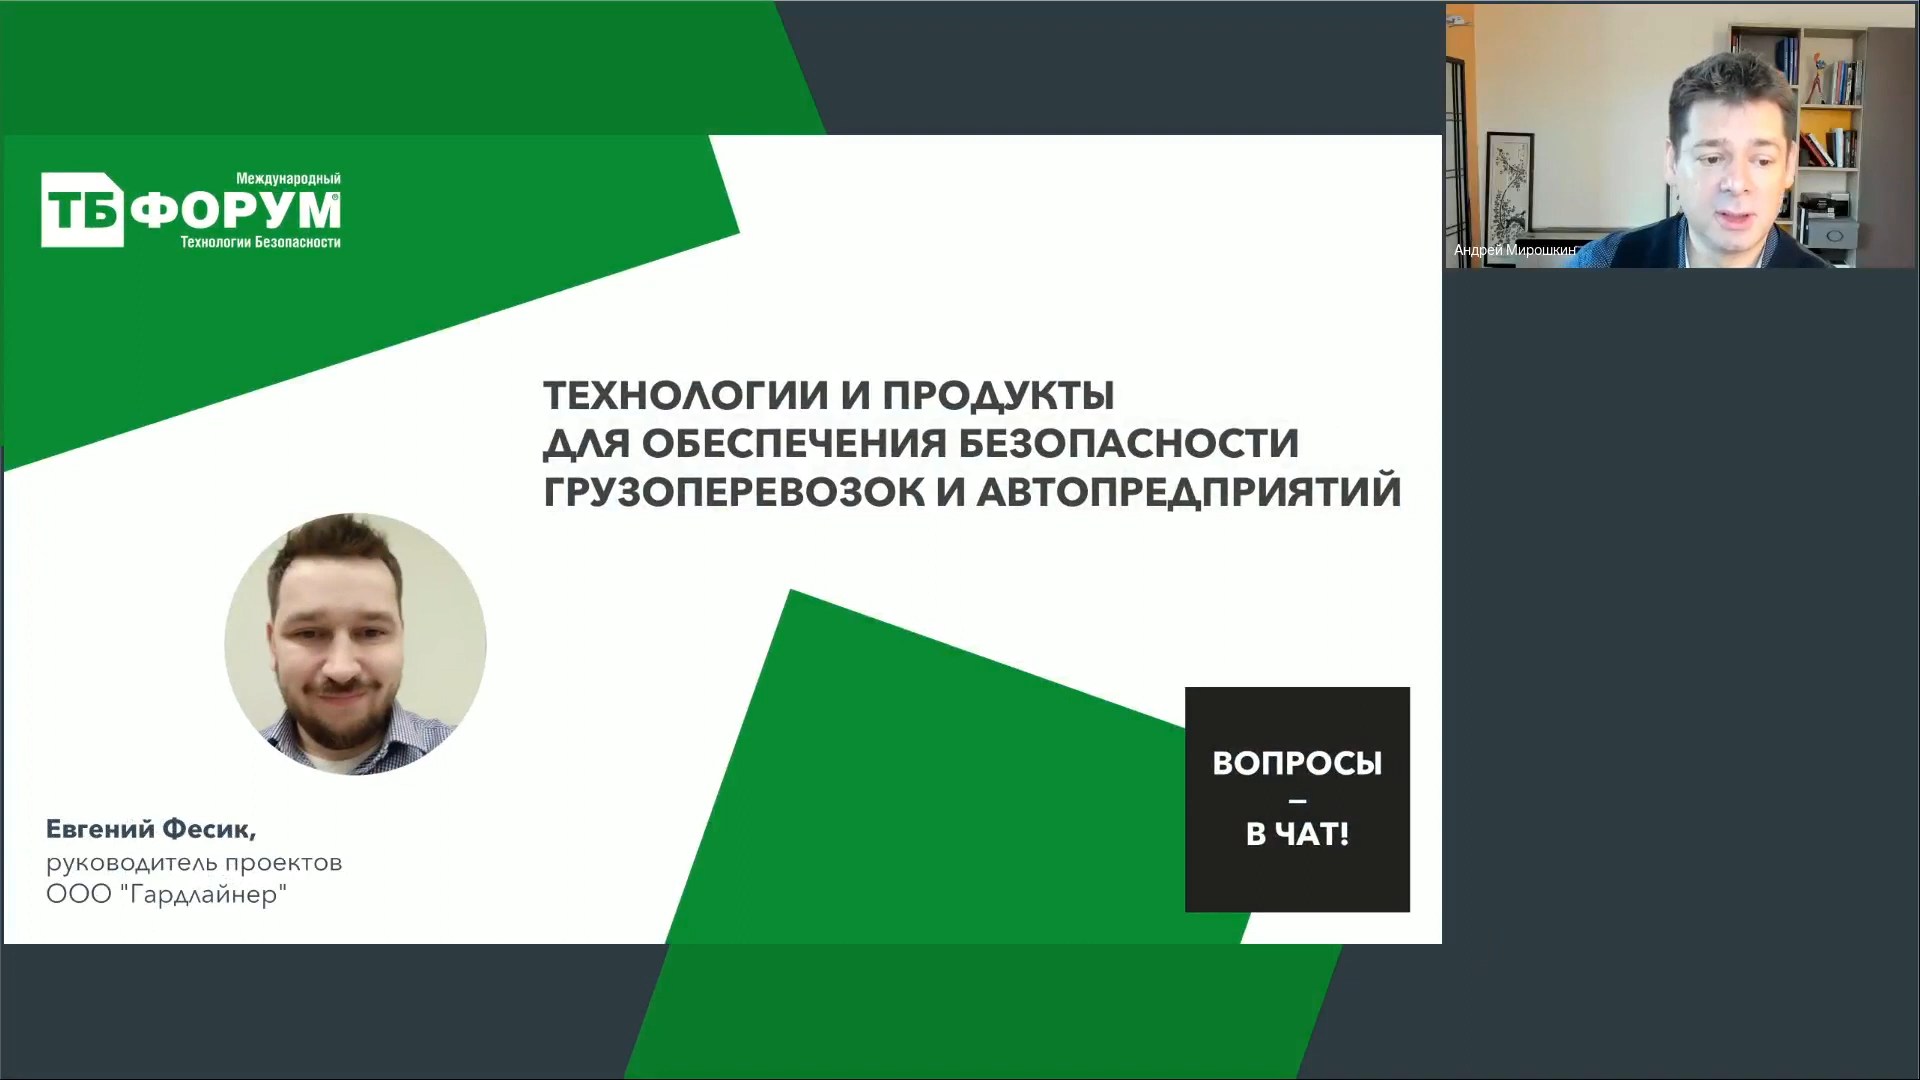 Международный
ТБ ФОРУМ
Технологии Безопасности
Андрей Мирошкин
ТЕХНОЛОГИИ И ПРОДУКТЫ
ДЛЯ ОБЕСПЕЧЕНИЯ БЕЗОПАСНОСТИ
ГРУЗОПЕРЕВОЗОК И АВТОПРЕДПРИЯТИЙ
Евгений Фесик,
руководитель проектов
ООО "Гардлайнер"
ВОПРОСЫ
–
В ЧАТ!